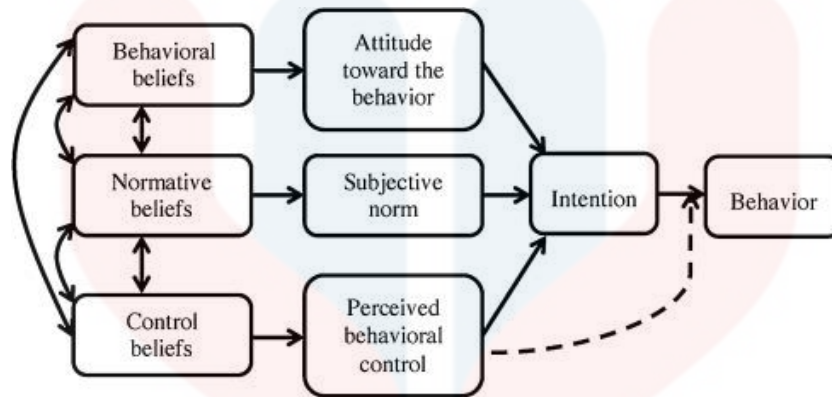 Behavioral
beliefs
Attitude
toward the
behavior
Normative
beliefs
Subjective
norm
Intention
Behavior
Control
beliefs
Perceived
behavioral
control